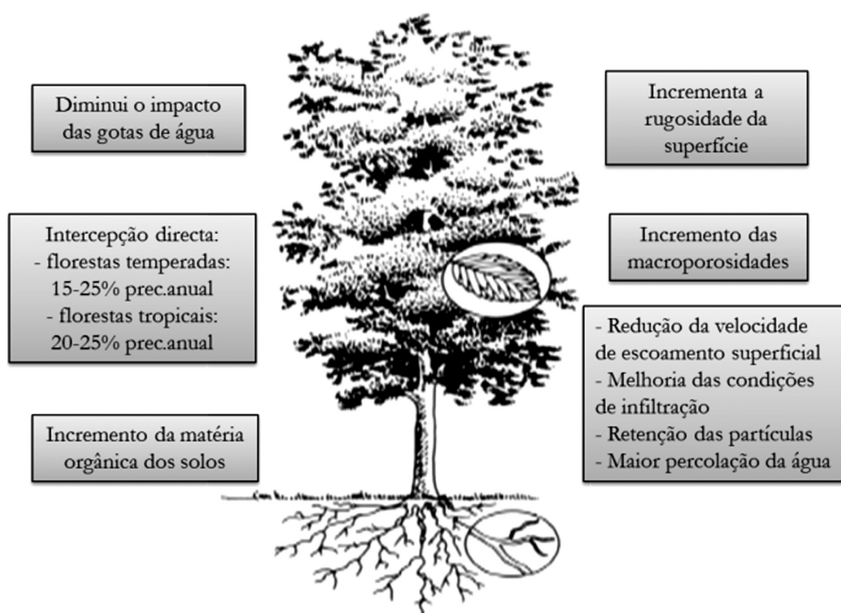 Diminui o impacto
das gotas de água
Intercepção directa:
- florestas temperadas:
15-25% prec.anual
- florestas tropicais:
20-25% prec.anual
Incremento da matéria
orgânica dos solos
Incrementa a
rugosidade da
superfície
Incremento das
macroporosidades
- Redução da velocidade
de escoamento superficial
- Melhoria das condições
de infiltração
- Retenção das partículas
- Maior percolação da água